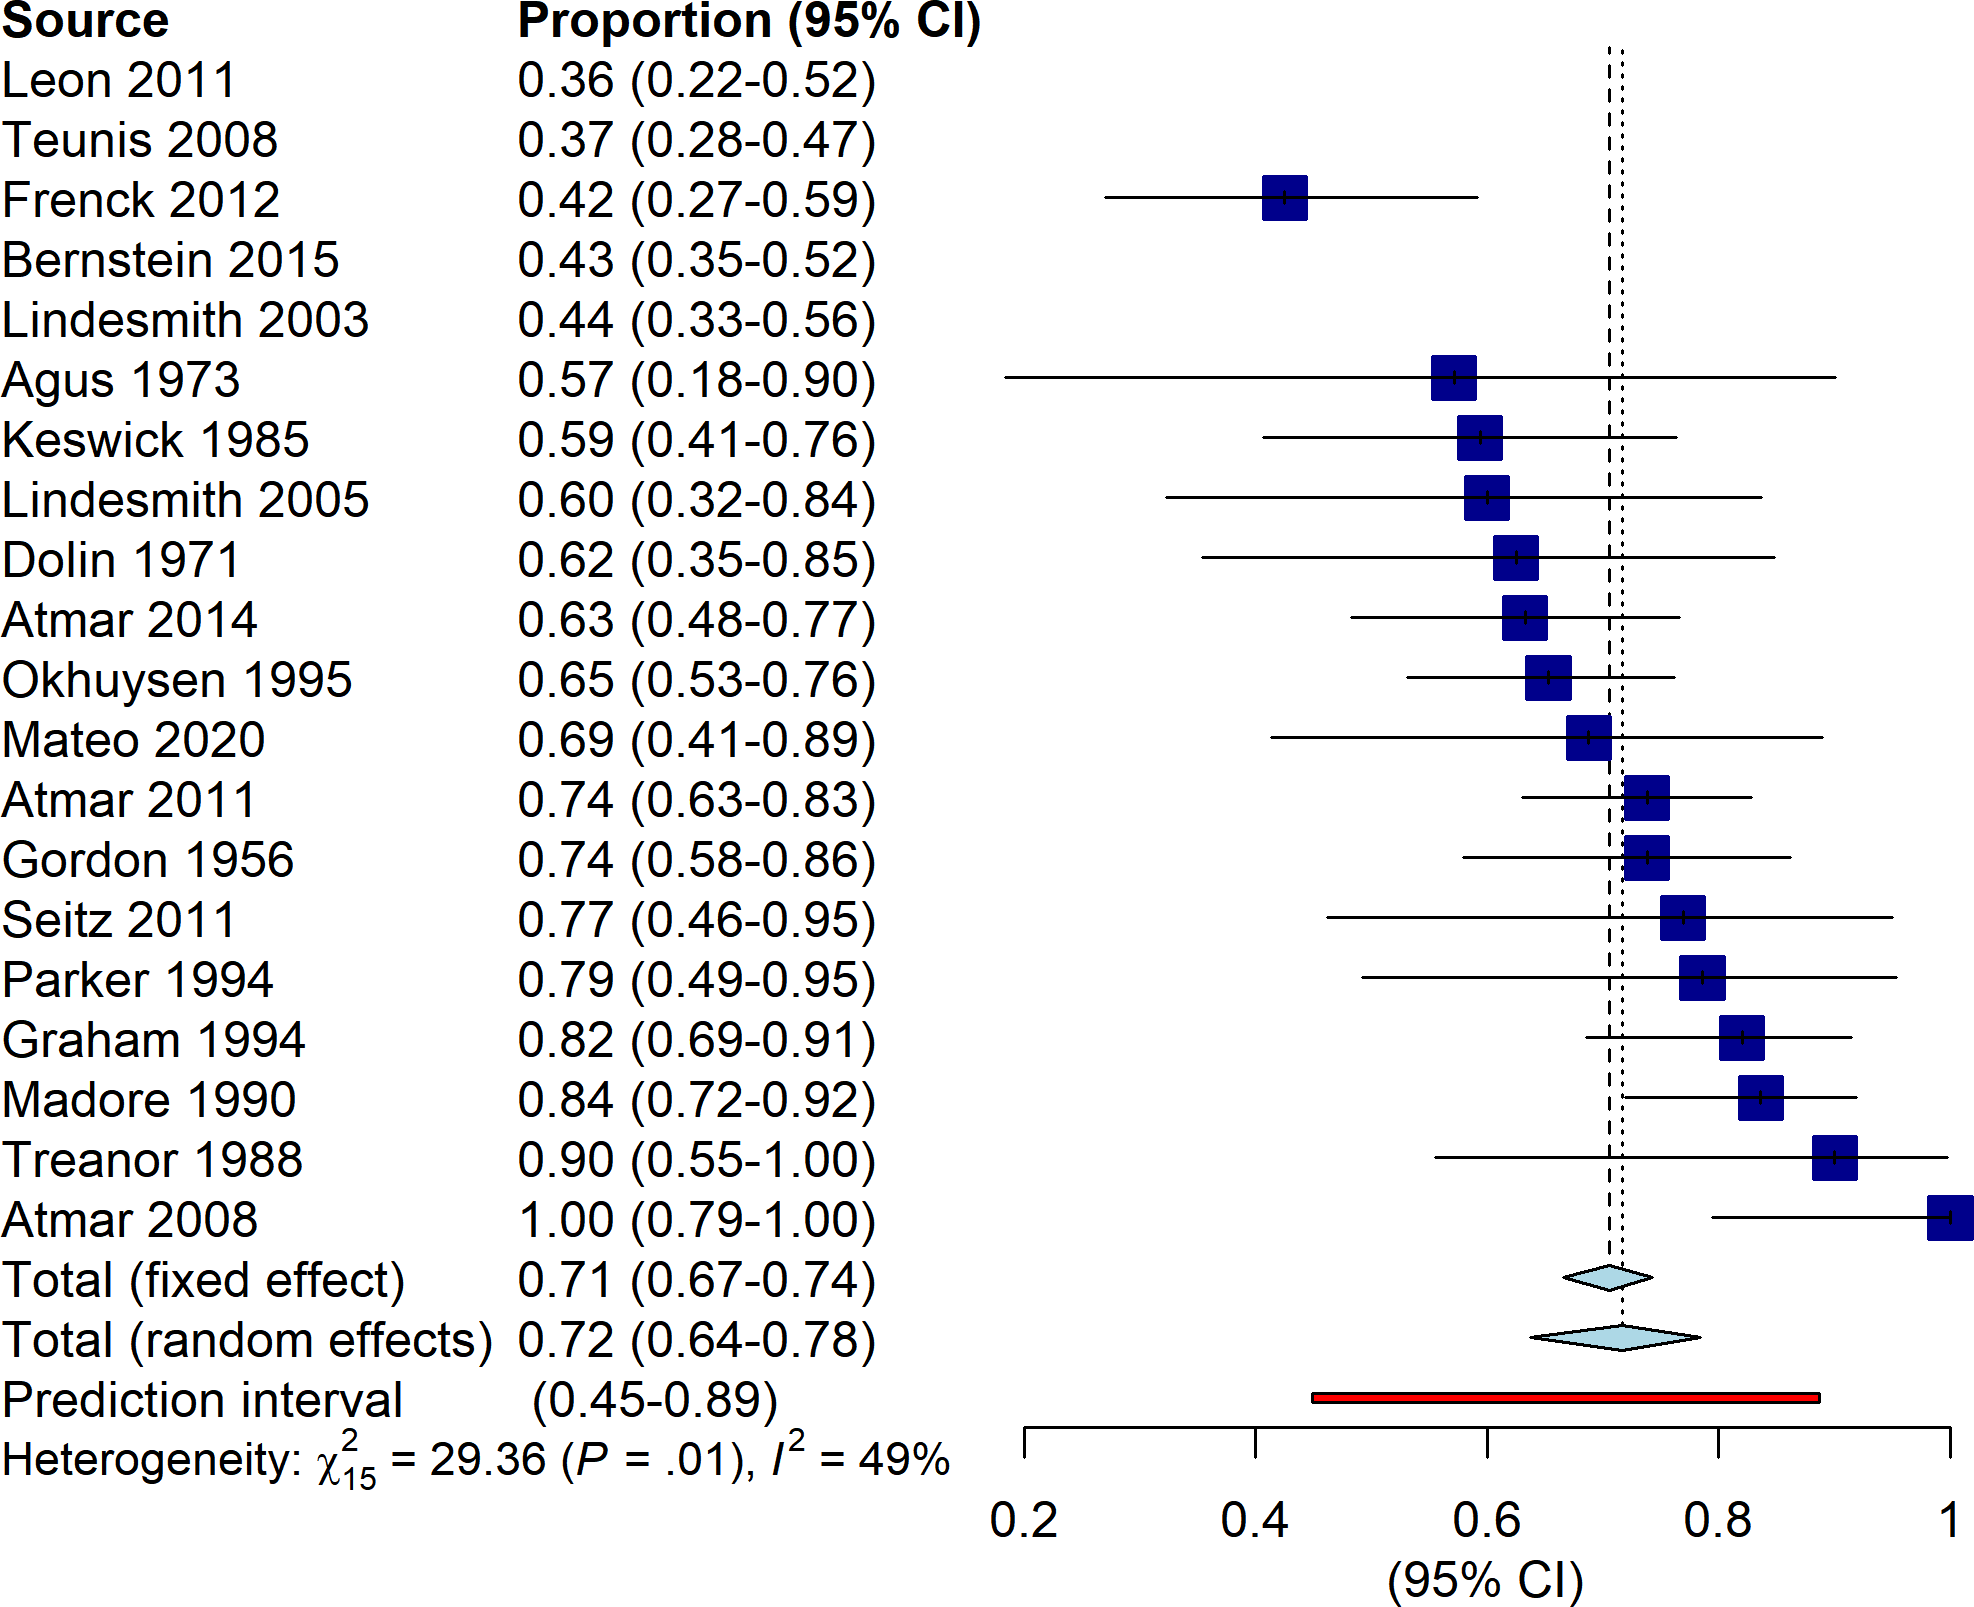 Source Proportion (95% CI)
Leon 2011 0.36 (0.22-0.52)
Teunis 2008 0.37 (0.28-0.47)
Frenck 2012 0.42 (0.27-0.59)
Bernstein 2015 0.43 (0.35-0.52)
Lindesmith 2003 0.44 (0.33-0.56)
Agus 1973 0.57 (0.18-0.90)
Keswick 1985 0.59 (0.41-0.76)
Lindesmith 2005 0.60 (0.32-0.84)
Dolin 1971 0.62 (0.35-0.85)
Atmar 2014 0.63 (0.48-0.77)
Okhuysen 1995 0.65 (0.53-0.76)
Mateo 2020 0.69 (0.41-0.89)
Atmar 2011 0.74 (0.63-0.83)
Gordon 1956 0.74 (0.58-0.86)
Seitz 2011 0.77 (0.46-0.95)
Parker 1994 0.79 (0.49-0.95)
Graham 1994 0.82 (0.69-0.91)
Madore 1990 0.84 (0.72-0.92)
Treanor 1988 0.90 (0.55-1.00)
Atmar 2008 1.00 (0.79-1.00)
Total (fixed effect) 0.71 (0.67-0.74)
Total (random effects) 0.72 (0.64-0.78)
Prediction interval (0.45-0.89)
Heterogeneity: χ²₁₅ = 29.36 (P = .01), I² = 49%
0.2 0.4 0.6 0.8 1
(95% CI)